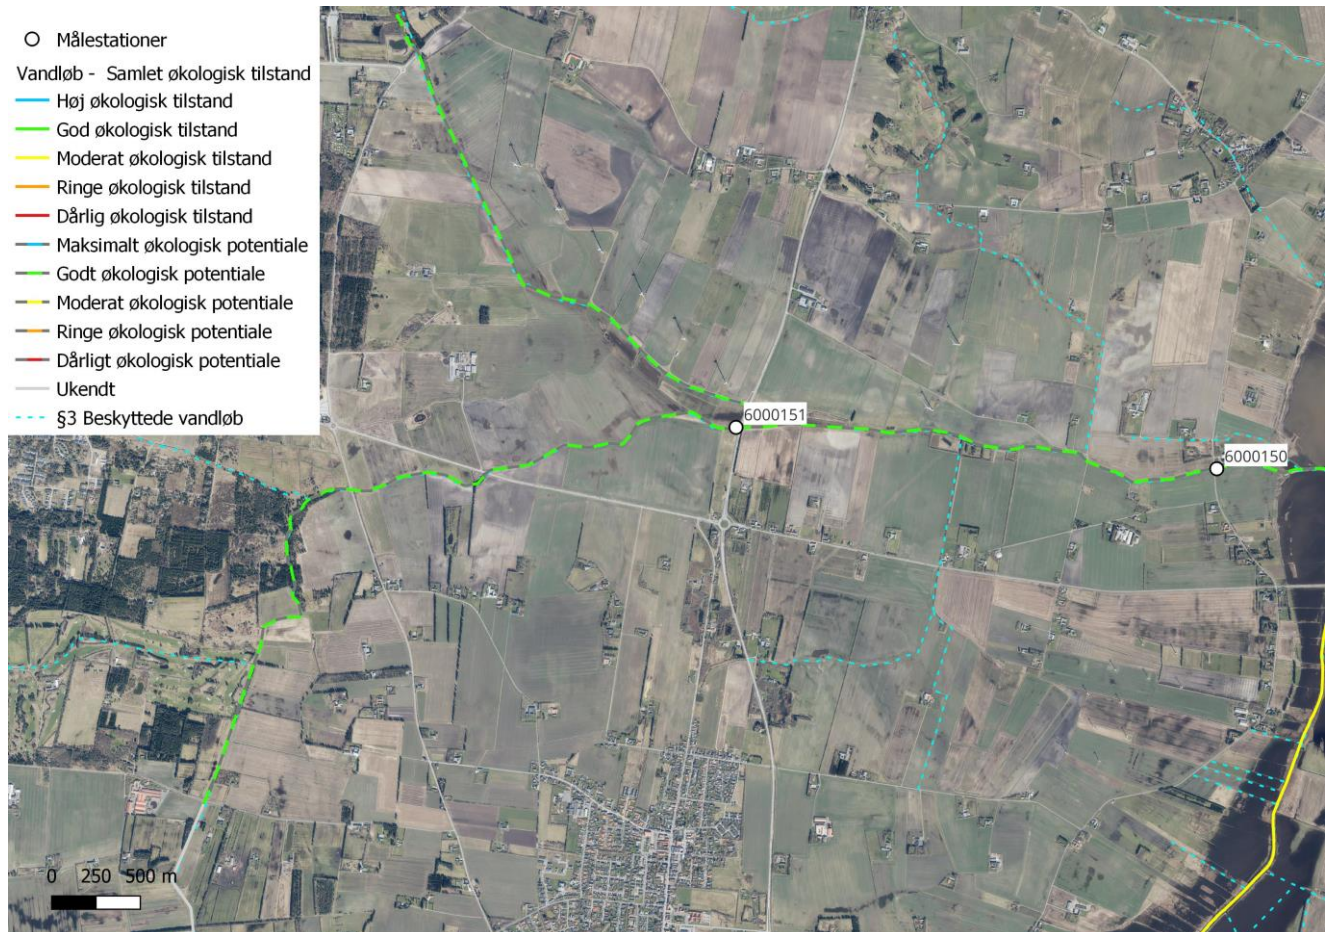 Målestationer
Vandløb - Samlet økologisk tilstand
Høj økologisk tilstand
God økologisk tilstand
Moderat økologisk tilstand
Ringe økologisk tilstand
Dårlig økologisk tilstand
Maksimalt økologisk potentiale
Godt økologisk potentiale
Moderat økologisk potentiale
Ringe økologisk potentiale
Dårligt økologisk potentiale
Ukendt
§3 Beskyttede vandløb
6000151
6000150
0 250 500 m